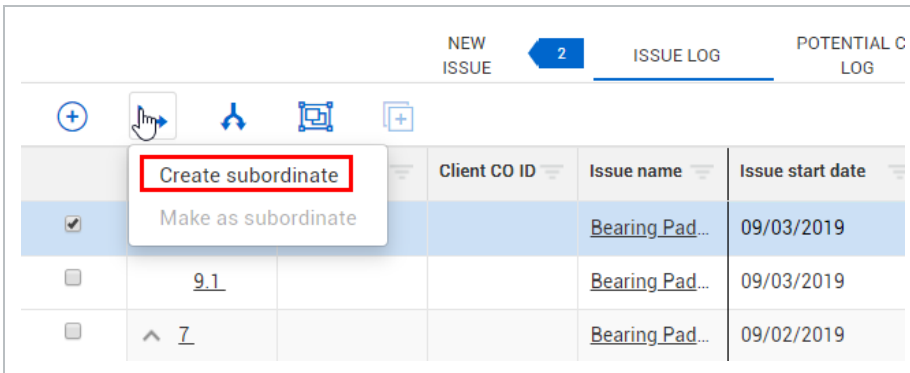 NEW
ISSUE
2
ISSUE LOG
POTENTIAL C
LOG
Create subordinate
Make as subordinate
Client CO ID
Issue name
Issue start date
Bearing Pad...
09/03/2019
9.1
Bearing Pad...
09/03/2019
7
Bearing Pad...
09/02/2019